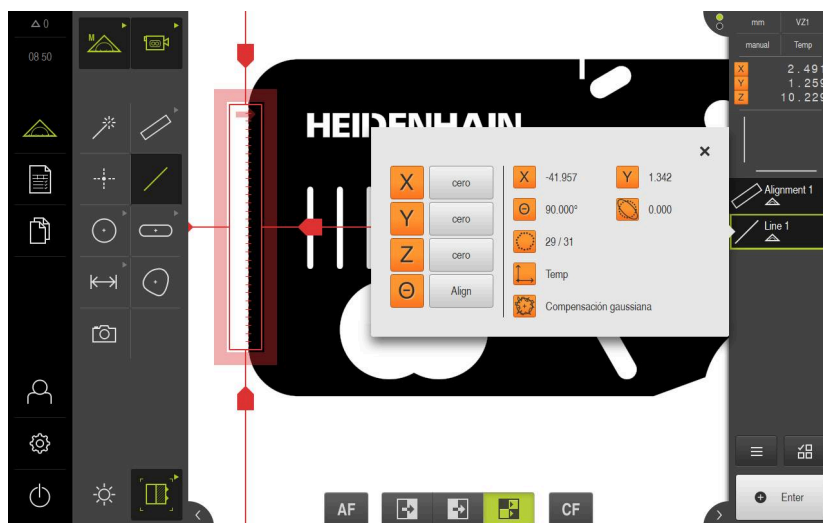 △ 0
08:50
M
mm
VZ1
manual
Temp
X 2.491
Y 1.259
Z 10.229
HEIDENHAIN
X cero
Y cero
Z cero
Θ Align
X -41.957
Y 1.342
Θ 90.000°
0.000
29 / 31
Temp
Compensación gaussiana
Alignment 1
Line 1
AF
CF
Enter